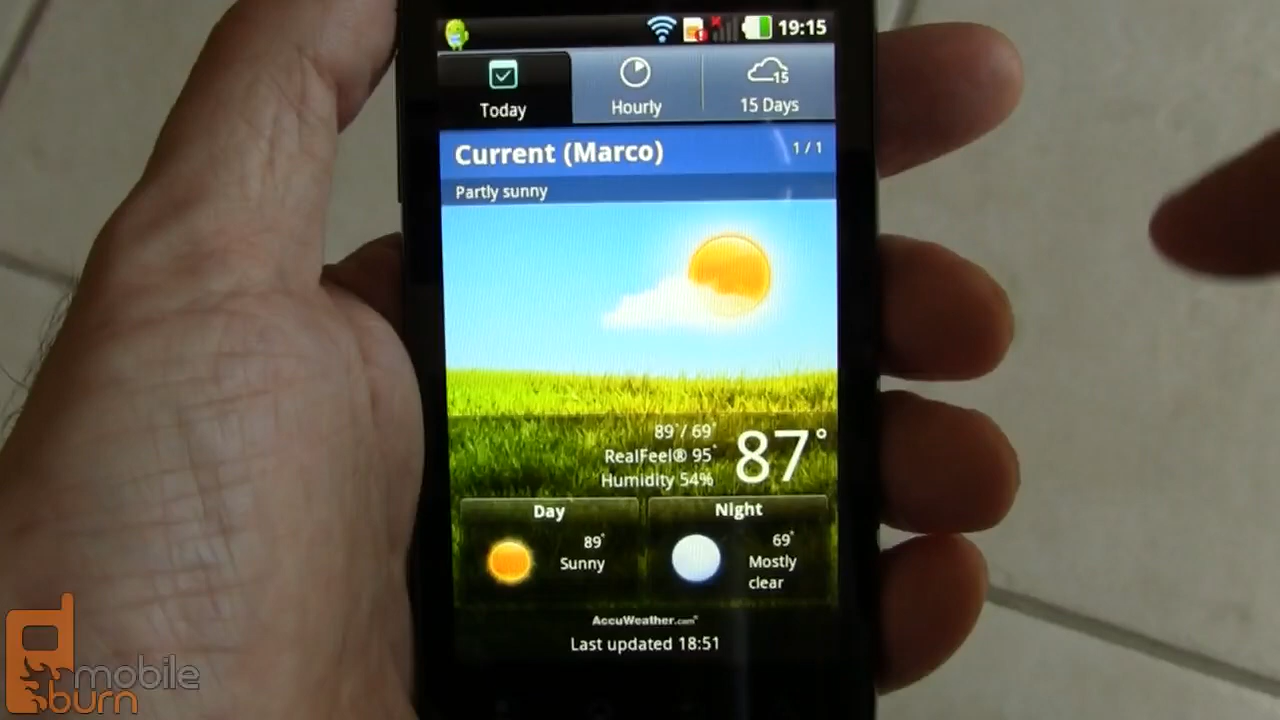 19:15
Today
Hourly
15
15 Days
Current (Marco)
1 / 1
Partly sunny
89°/ 69°
RealFeel® 95°
Humidity 54%
87°
Day
89°
Sunny
Night
69°
Mostly
clear
AccuWeather.com®
Last updated 18:51
mobile
burn